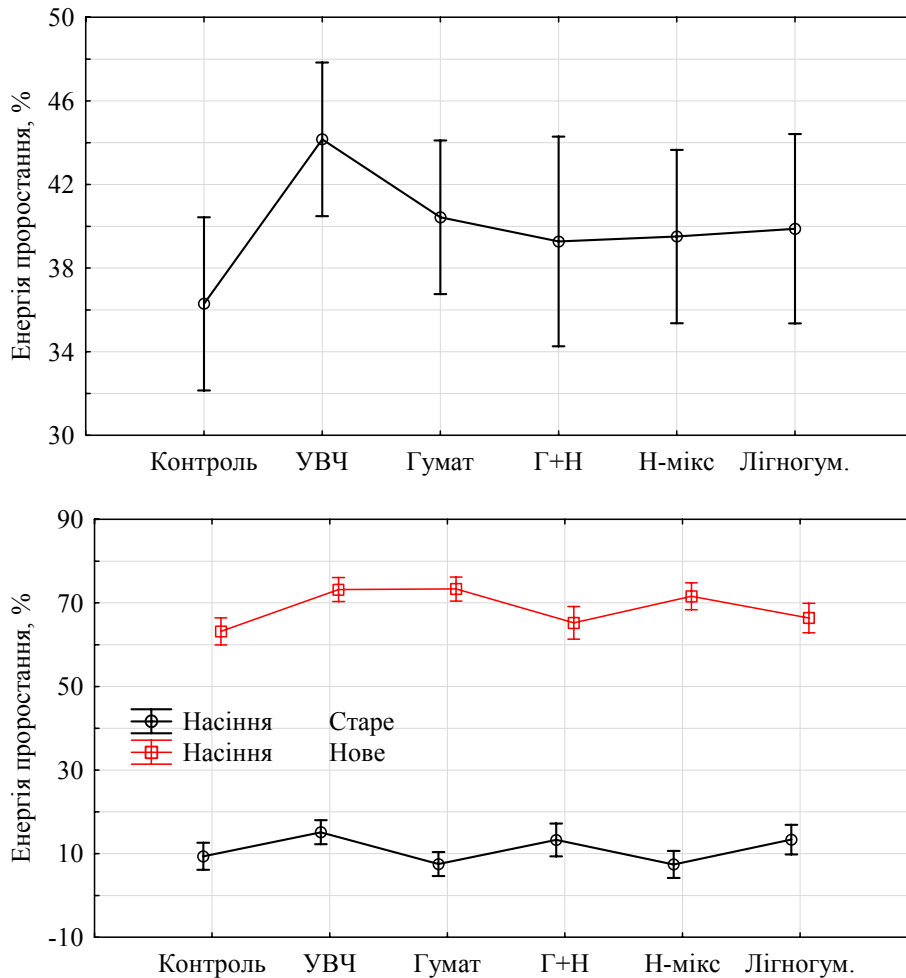 Енергія проростання, %
50
46
42
38
34
30
Контроль УВЧ Гумат Г+Н Н-мікс Лігногум.
Енергія проростання, %
90
70
50
30
10
-10
Насіння Старе
Насіння Нове
Контроль УВЧ Гумат Г+Н Н-мікс Лігногум.